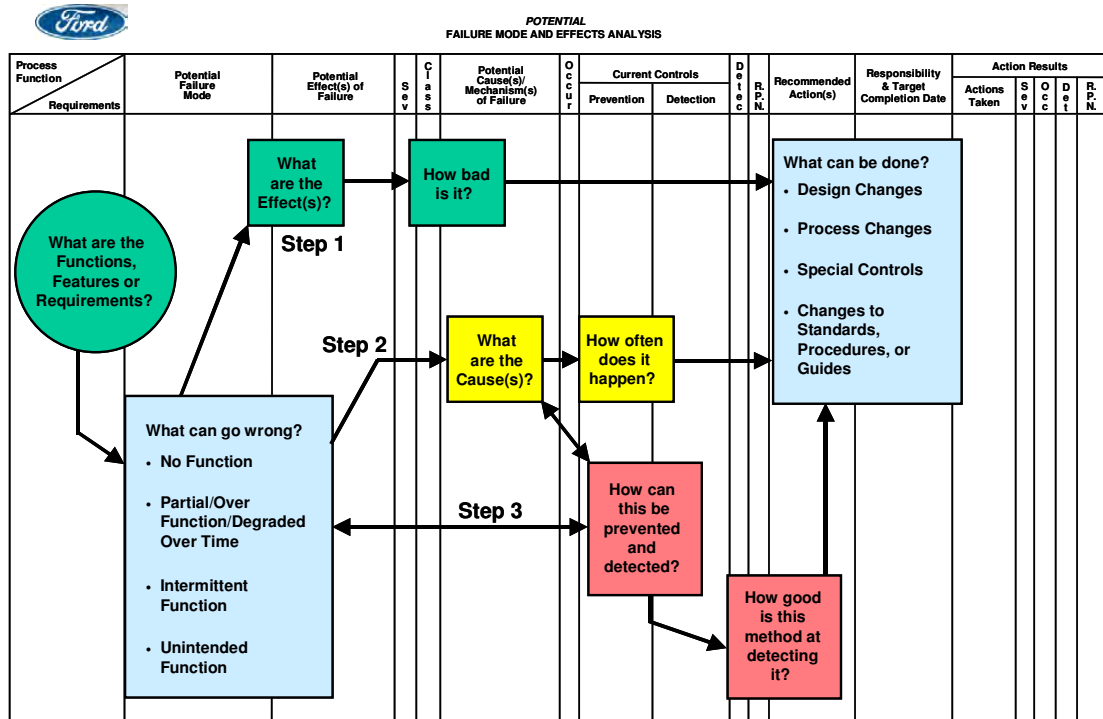 Ford
POTENTIAL
FAILURE MODE AND EFFECTS ANALYSIS
Process
Function
Requirements
Potential
Failure
Mode
Potential
Effect(s) of
Failure
S
e
v
C
l
a
s
s
Potential
Cause(s)/
Mechanism(s)
of Failure
O
c
c
u
r
Current Controls
Prevention
Detection
D
e
t
e
c
R.
P.
N.
Recommended
Action(s)
Responsibility
& Target
Completion Date
Action Results
Actions
Taken
S
e
v
O
c
c
D
e
t
R.
P.
N.
What are the
Functions,
Features or
Requirements?
What
are the
Effect(s)?
How bad
is it?
Step 1
What can be done?
• Design Changes
• Process Changes
• Special Controls
• Changes to
Standards,
Procedures, or
Guides
Step 2
What
are the
Cause(s)?
How often
does it
happen?
What can go wrong?
• No Function
• Partial/Over
Function/Degraded
Over Time
• Intermittent
Function
• Unintended
Function
Step 3
How can
this be
prevented
and
detected?
How good
is this
method at
detecting
it?